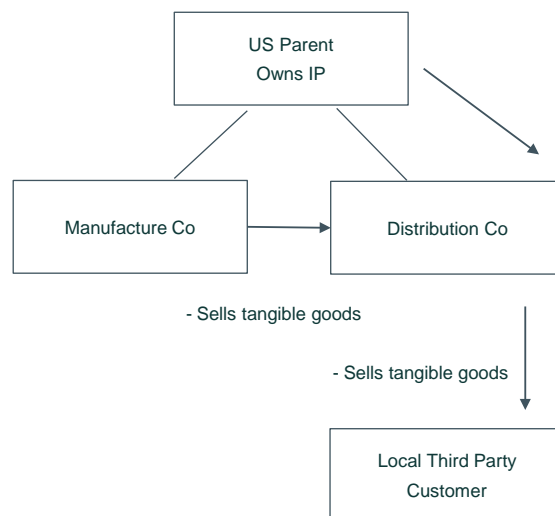 US Parent
Owns IP
Manufacture Co
Distribution Co
- Sells tangible goods
- Sells tangible goods
Local Third Party
Customer